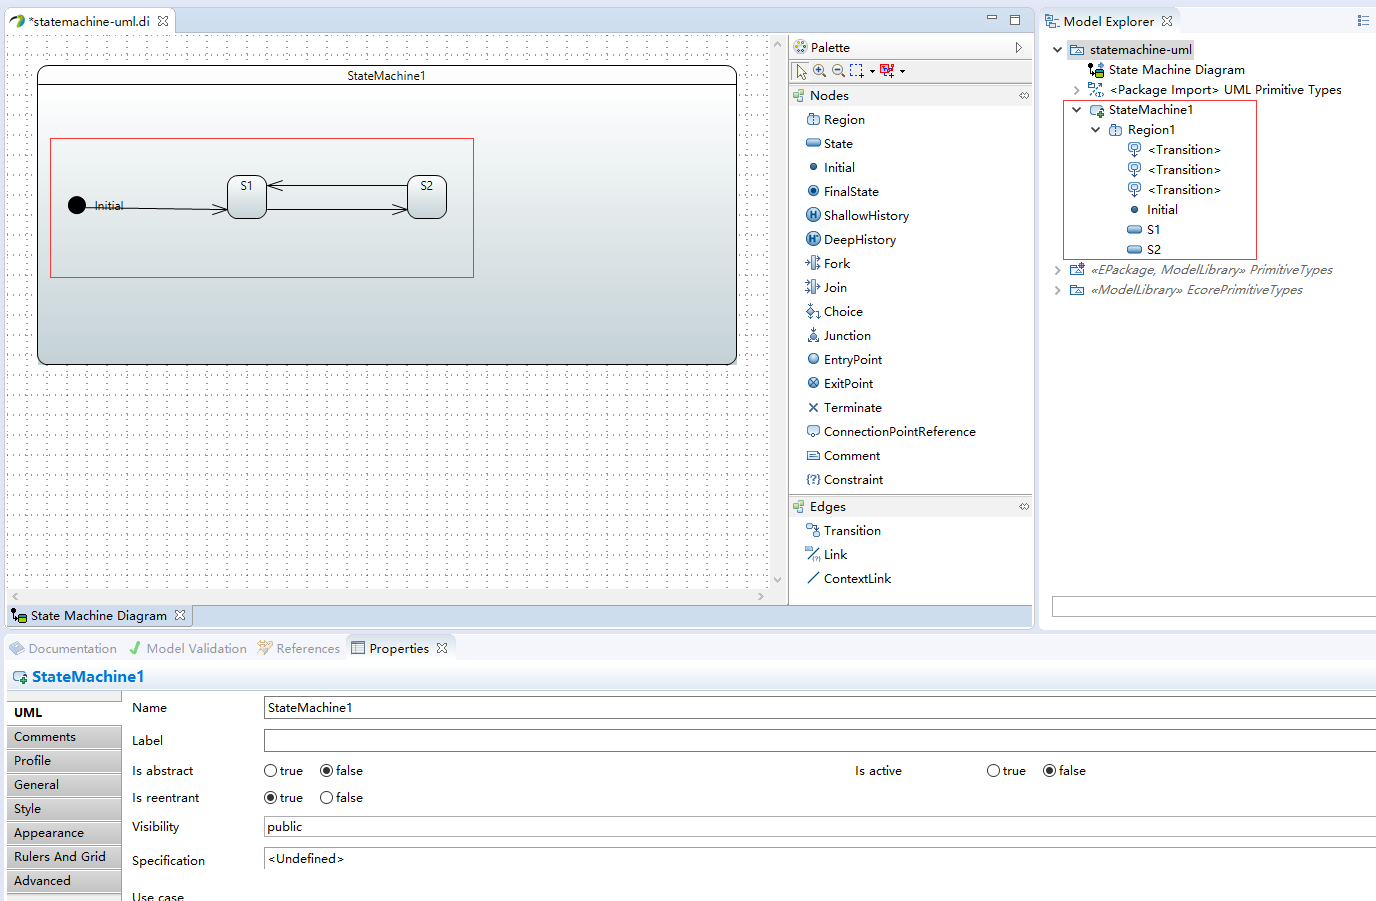 *statemachine-uml.di
StateMachine1
Initial
S1
S2
State Machine Diagram
Palette
Nodes
Region
State
Initial
FinalState
ShallowHistory
DeepHistory
Fork
Join
Choice
Junction
EntryPoint
ExitPoint
Terminate
ConnectionPointReference
Comment
Constraint
Edges
Transition
Link
ContextLink
Model Explorer
statemachine-uml
State Machine Diagram
<Package Import> UML Primitive Types
StateMachine1
Region1
<Transition>
<Transition>
<Transition>
Initial
S1
S2
«EPackage, ModelLibrary» PrimitiveTypes
«ModelLibrary» EcorePrimitiveTypes
Documentation Model Validation References Properties
StateMachine1
UML
Comments
Profile
General
Style
Appearance
Rulers And Grid
Advanced
Name StateMachine1
Label
Is abstract true false Is active true false
Is reentrant true false
Visibility public
Specification <Undefined>
Use case